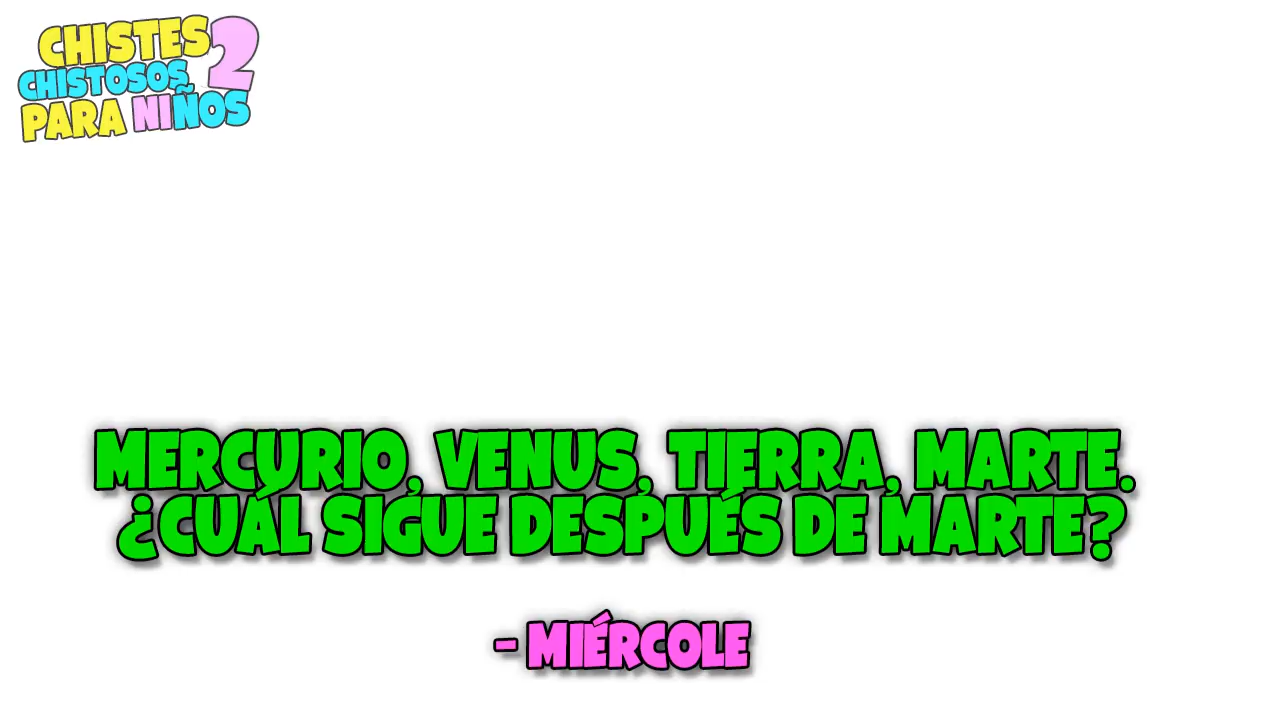 CHISTES 2
CHISTOSOS
PARA NIÑOS
MERCURIO, VENUS, TIERRA, MARTE.
¿CUÁL SIGUE DESPUÉS DE MARTE?
- MIÉRCOLE